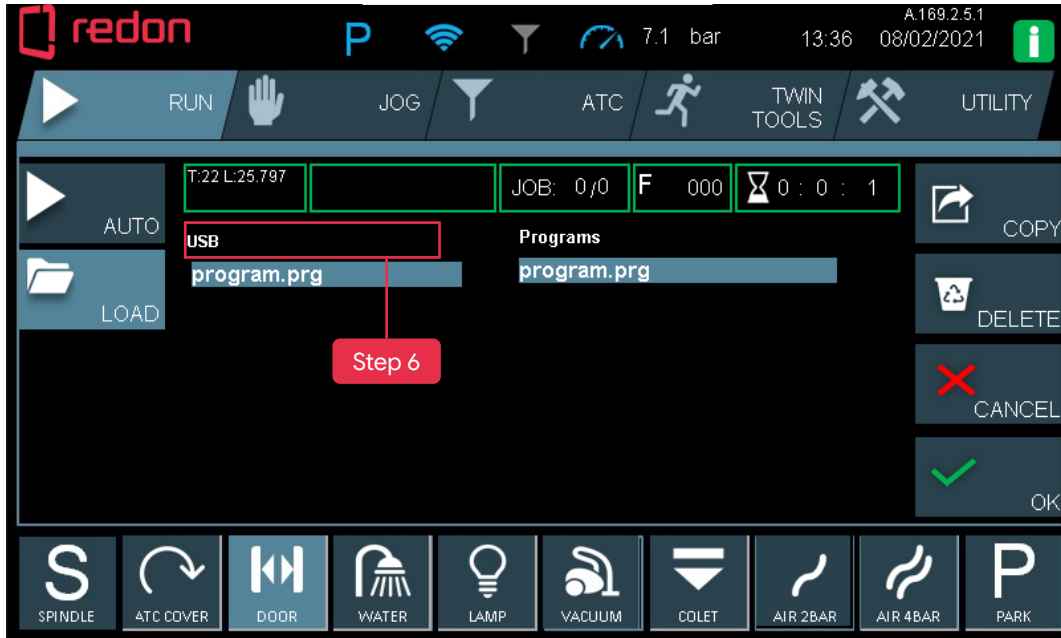 redon
P
7.1 bar
13:36
A.169.2.5.1
08/02/2021
i
RUN
JOG
ATC
TWIN
TOOLS
UTILITY
AUTO
LOAD
T:22 L:25.797
JOB: 0/0
F 000
0 : 0 : 1
USB
program.prg
Programs
program.prg
Step 6
COPY
DELETE
CANCEL
OK
S
SPINDLE
ATC COVER
DOOR
WATER
LAMP
VACUUM
COLET
AIR 2BAR
AIR 4BAR
P
PARK